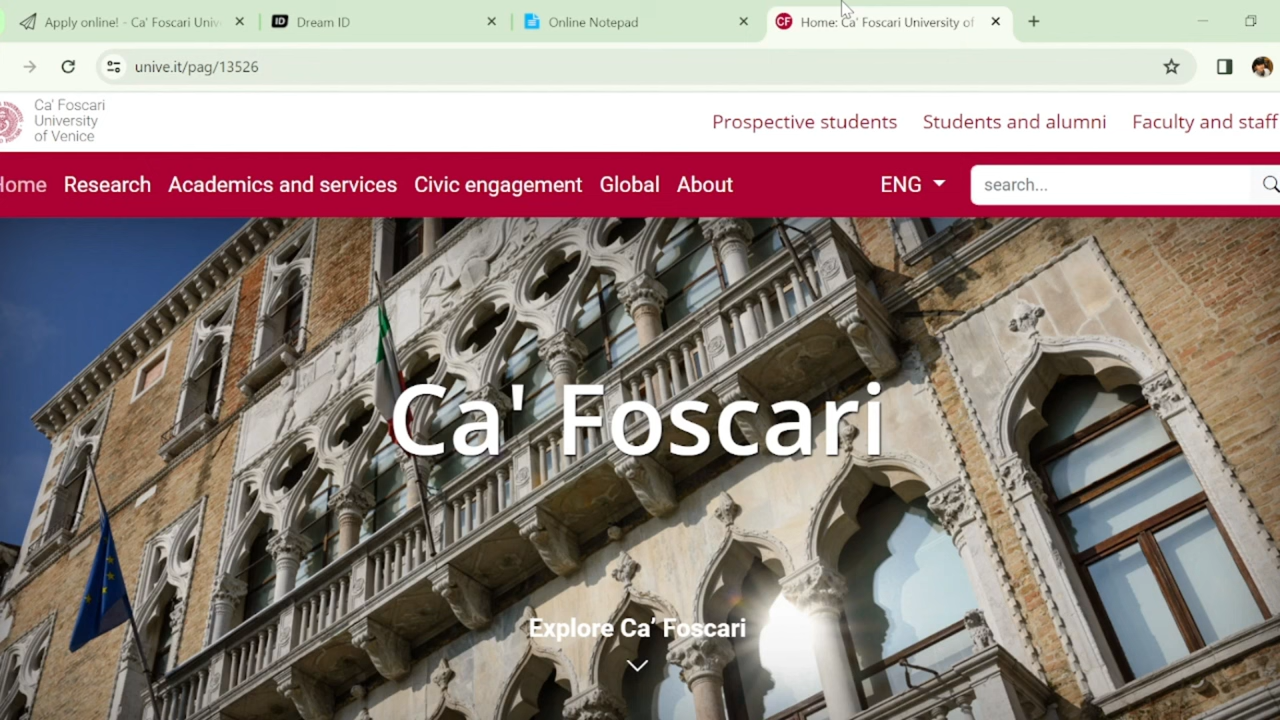 Apply online! - Ca' Foscari Univ
Dream ID
Online Notepad
Home: Ca' Foscari University of
unive.it/pag/13526
Ca' Foscari
University
of Venice
Prospective students
Students and alumni
Faculty and staff
Home
Research
Academics and services
Civic engagement
Global
About
ENG
search...
Ca' Foscari
Explore Ca' Foscari